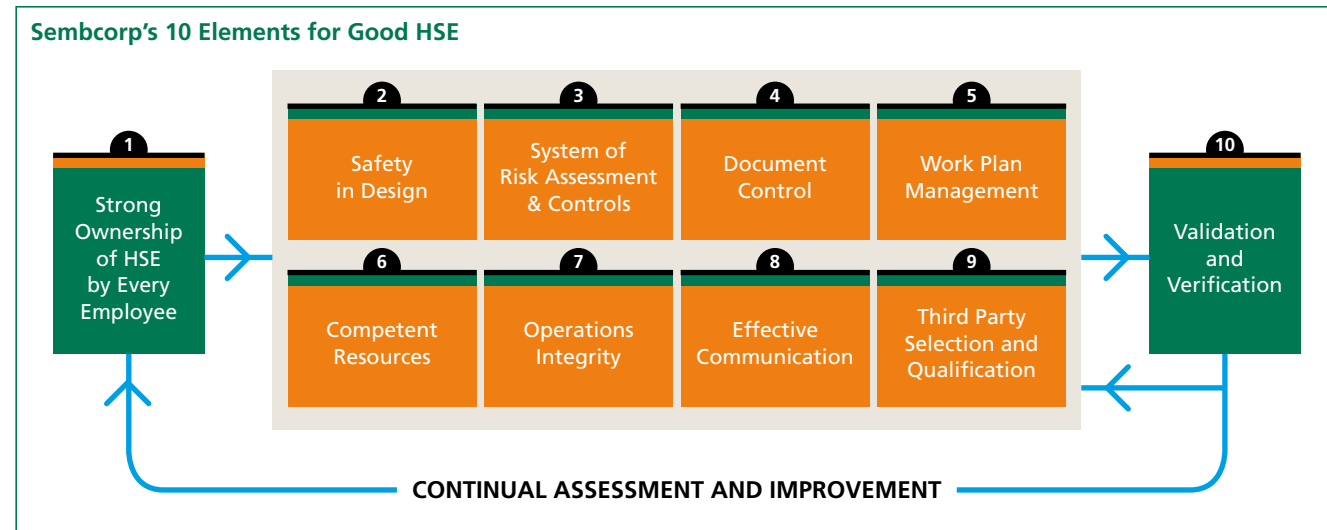 Sembcorp's 10 Elements for Good HSE
1
Strong
Ownership
of HSE
by Every
Employee
2
Safety
in Design
3
System of
Risk Assessment
& Controls
4
Document
Control
5
Work Plan
Management
6
Competent
Resources
7
Operations
Integrity
8
Effective
Communication
9
Third Party
Selection and
Qualification
10
Validation
and
Verification
CONTINUAL ASSESSMENT AND IMPROVEMENT